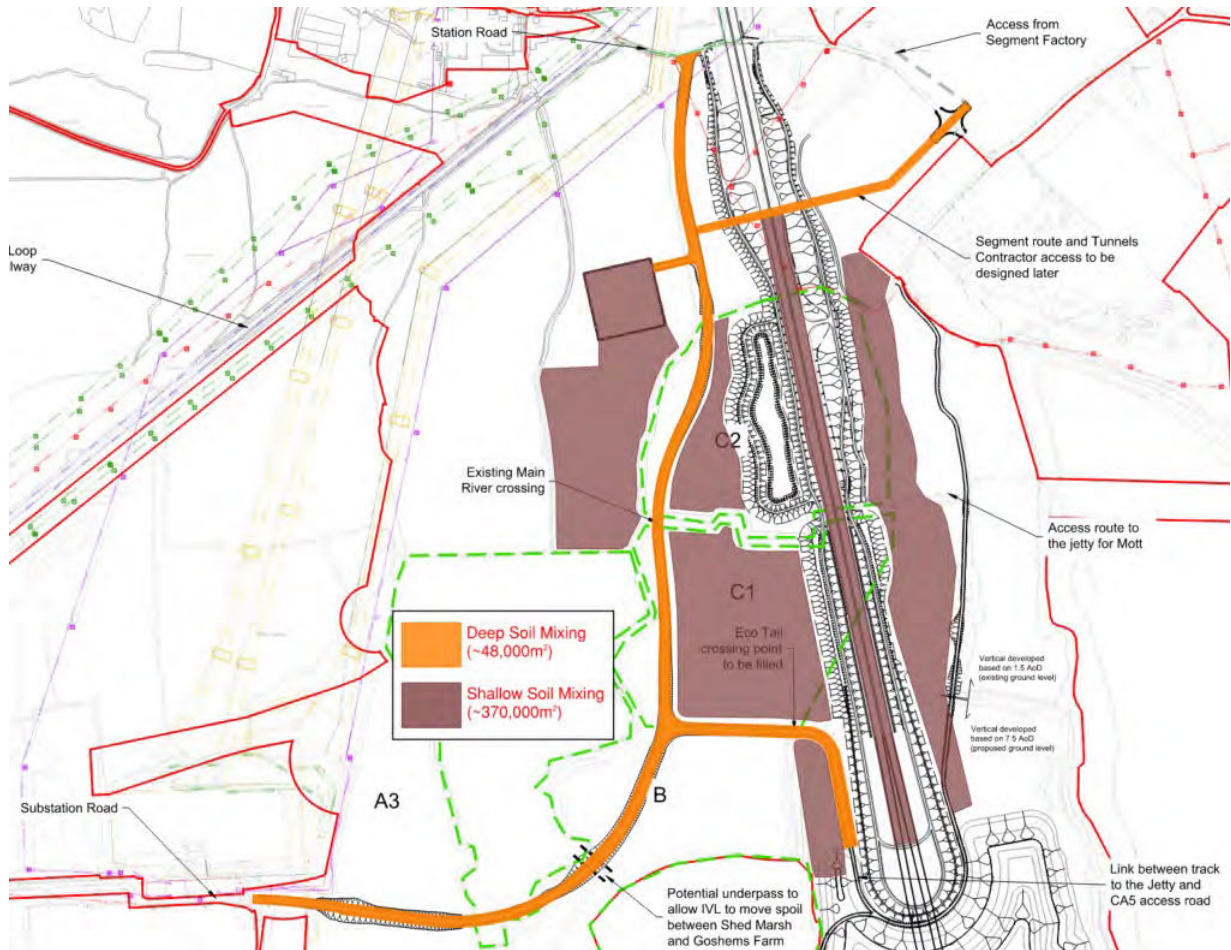 Station Road
Access from
Segment Factory
Loop
lway
Segment route and Tunnels
Contractor access to be
designed later
C2
Existing Main
River crossing
Access route to
the jetty for Mott
C1
Eco Tail
crossing point
to be filled
Deep Soil Mixing
(~48,000m²)
Shallow Soil Mixing
(~370,000m²)
Vertical developed
based on 1.5 AoD
(existing ground level)
Vertical developed
based on 7.5 AoD
(proposed ground level)
A3
B
Substation Road
Potential underpass to
allow IVL to move spoil
between Shed Marsh
and Goshems Farm
Link between track
to the Jetty and
CA5 access road